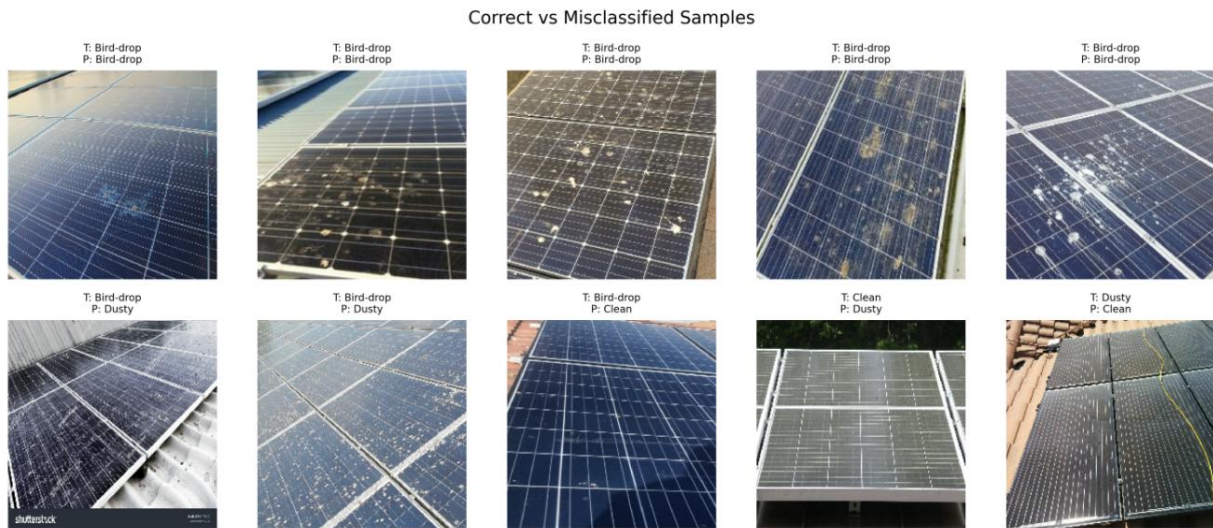 Correct vs Misclassified Samples
T: Bird-drop
P: Bird-drop
T: Bird-drop
P: Bird-drop
T: Bird-drop
P: Bird-drop
T: Bird-drop
P: Bird-drop
T: Bird-drop
P: Bird-drop
T: Bird-drop
P: Dusty
T: Bird-drop
P: Dusty
T: Bird-drop
P: Clean
T: Clean
P: Dusty
T: Dusty
P: Clean
shutterstock